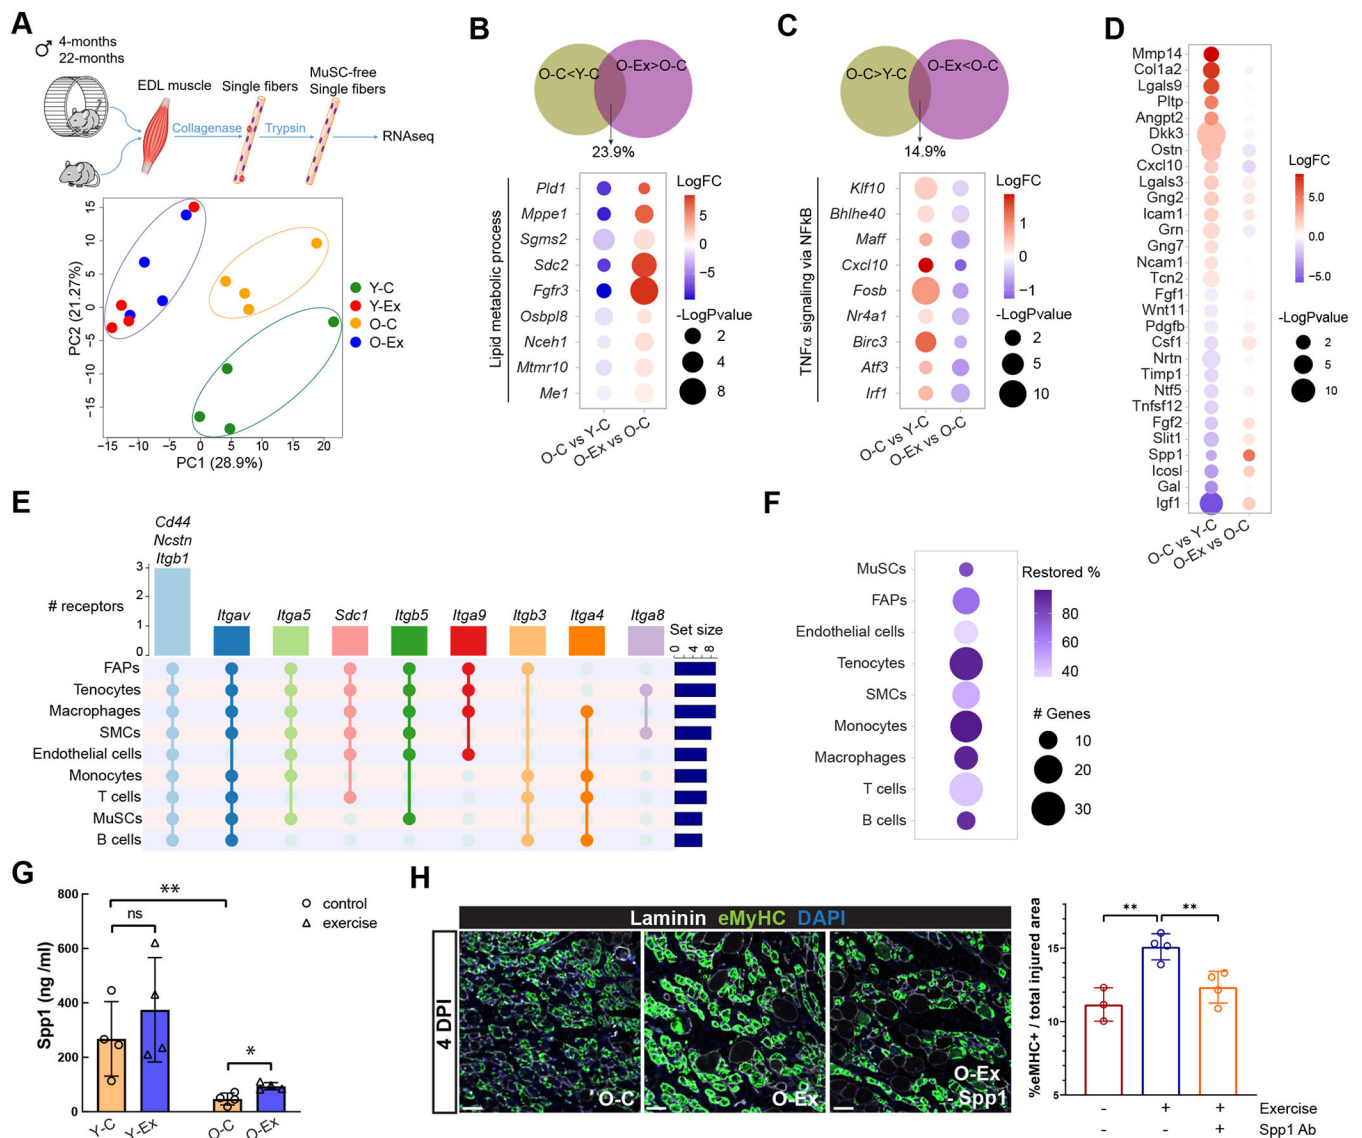 A
♂ 4-months
22-months
EDL muscle
Single fibers
MuSC-free
Single fibers
Collagenase
Trypsin
RNAseq
PC2 (21.27%)
15
10
5
0
−5
−10
−15
−15 −10 −5 0 5 10 15 20
PC1 (28.9%)
Y-C
Y-Ex
O-C
O-Ex
B
O-C<Y-C
O-Ex>O-C
23.9%
Lipid metabolic process
Pld1
Mppe1
Sgms2
Sdc2
Fgfr3
Osbpl8
Nceh1
Mtmr10
Me1
O-C vs Y-C
O-Ex vs O-C
LogFC
5
0
−5
-LogPvalue
2
4
8
C
O-C>Y-C
O-Ex<O-C
14.9%
TNFα signaling via NFkB
Klf10
Bhlhe40
Maff
Cxcl10
Fosb
Nr4a1
Birc3
Atf3
Irf1
O-C vs Y-C
O-Ex vs O-C
LogFC
1
0
−1
-LogPvalue
2
5
10
D
Mmp14
Col1a2
Lgals9
Pltp
Angpt2
Dkk3
Ostn
Cxcl10
Lgals3
Gng2
Icam1
Grn
Gng7
Ncam1
Tcn2
Fgf1
Wnt11
Pdgfb
Csf1
Nrtn
Timp1
Ntf5
Tnfsf12
Fgf2
Slit1
Spp1
Icosl
Gal
Igf1
O-C vs Y-C
O-Ex vs O-C
LogFC
5.0
0.0
−5.0
-LogPvalue
2
5
10
E
Cd44
Ncstn
Itgb1
Itgav
Itga5
Sdc1
Itgb5
Itga9
Itgb3
Itga4
Itga8
# receptors
3
2
1
0
Set size
0 4 8
FAPs
Tenocytes
Macrophages
SMCs
Endothelial cells
Monocytes
T cells
MuSCs
B cells
F
MuSCs
FAPs
Endothelial cells
Tenocytes
SMCs
Monocytes
Macrophages
T cells
B cells
Restored %
80
60
40
# Genes
10
20
30
G
Spp1 (ng /ml)
800
600
400
200
0
**
ns
*
control
exercise
Y-C
Y-Ex
O-C
O-Ex
H
Laminin eMyHC DAPI
4 DPI
O-C
O-Ex
O-Ex
- Spp1
%eMHC+ / total injured area
15
10
5
** **
- + + Exercise
- - + Spp1 Ab